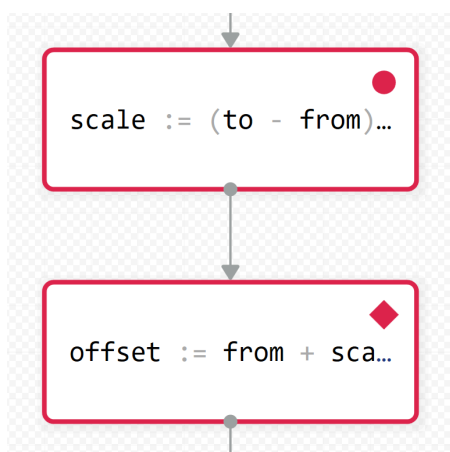 scale := (to - from)…
offset := from + sca…